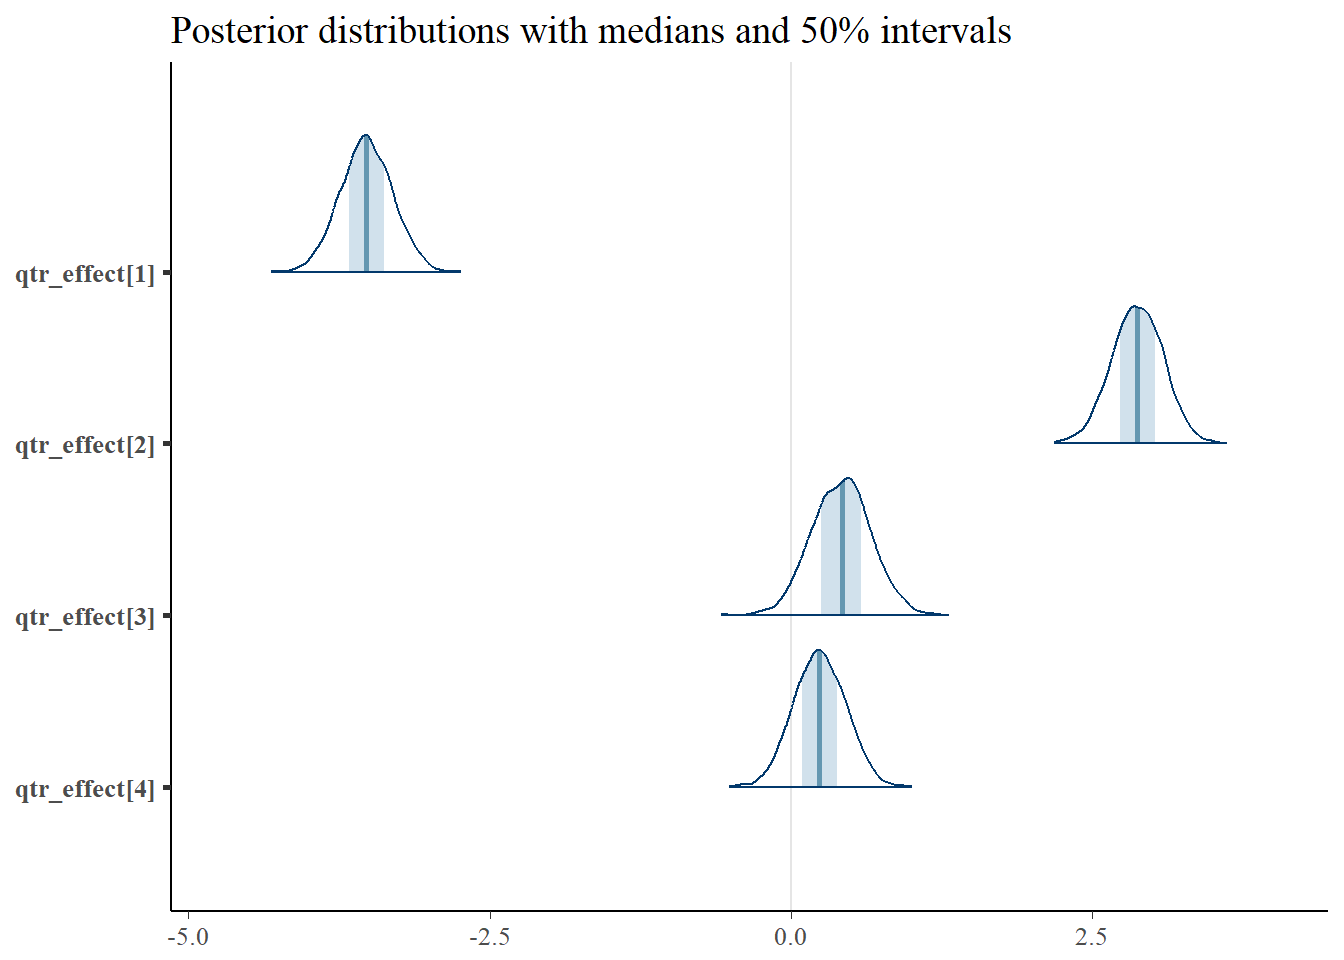 Posterior distributions with medians and 50% intervals
qtr_effect[1]
qtr_effect[2]
qtr_effect[3]
qtr_effect[4]
-5.0 -2.5 0.0 2.5